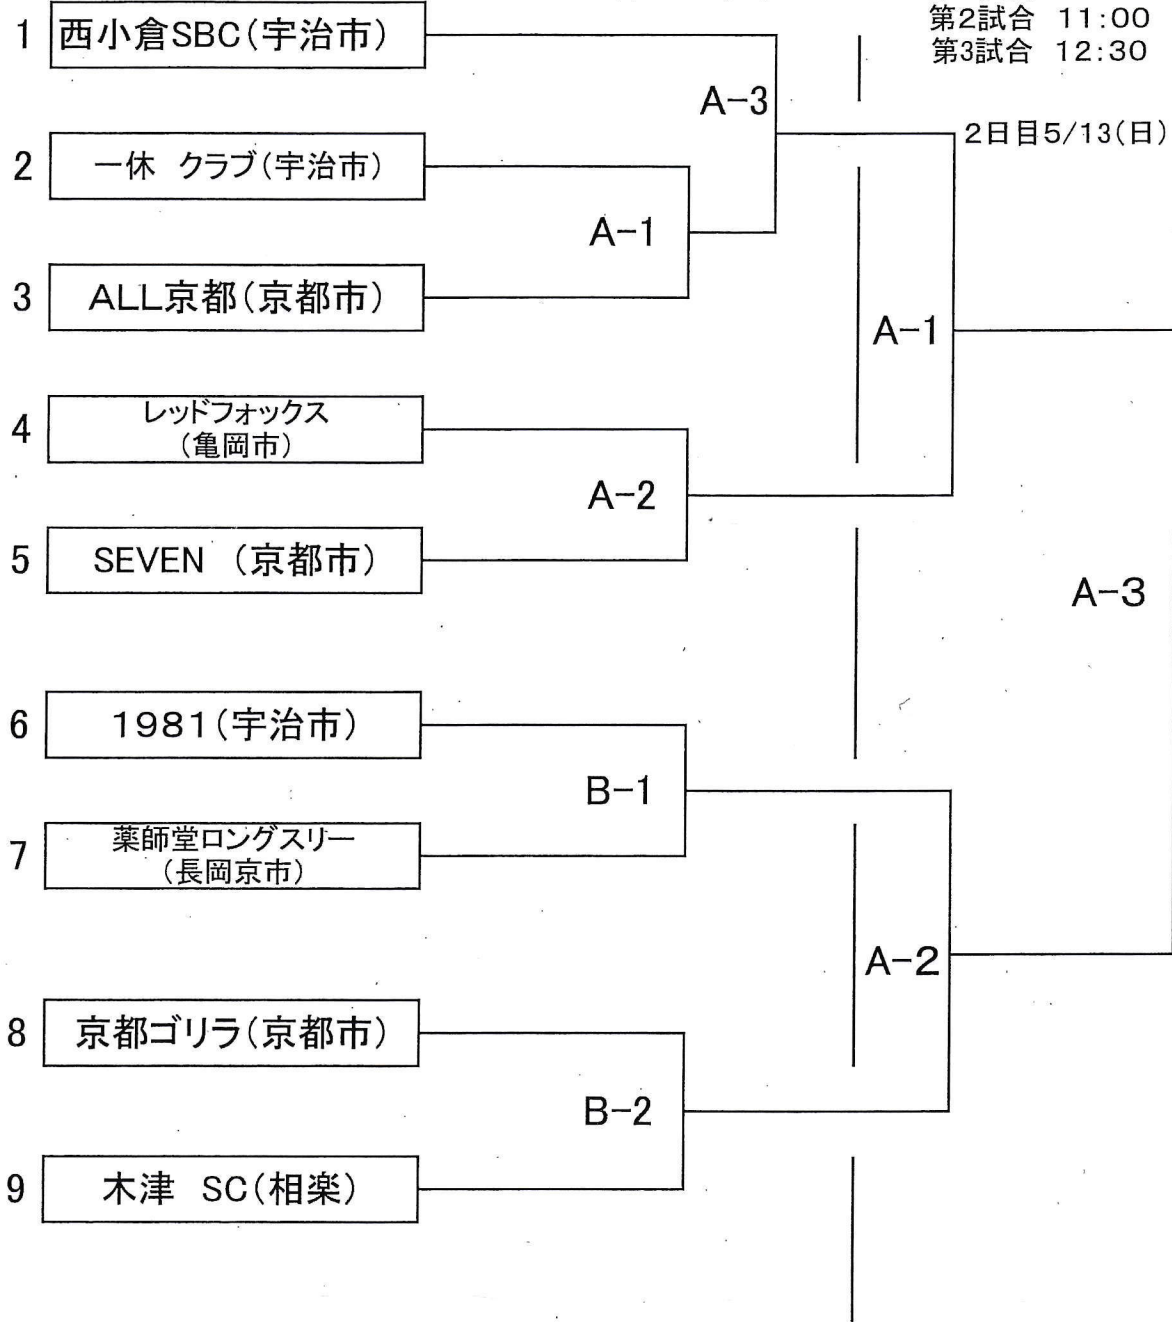 第2試合 11:00
第3試合 12:30
2日目5/13(日)
1 西小倉SBC(宇治市)
A-3
2 一休 クラブ(宇治市)
A-1
3 ALL京都(京都市)
A-1
4 レッドフォックス
(亀岡市)
A-2
5 SEVEN (京都市)
A-3
6 1981(宇治市)
B-1
7 薬師堂ロングスリー
(長岡京市)
A-2
8 京都ゴリラ(京都市)
B-2
9 木津 SC(相楽)